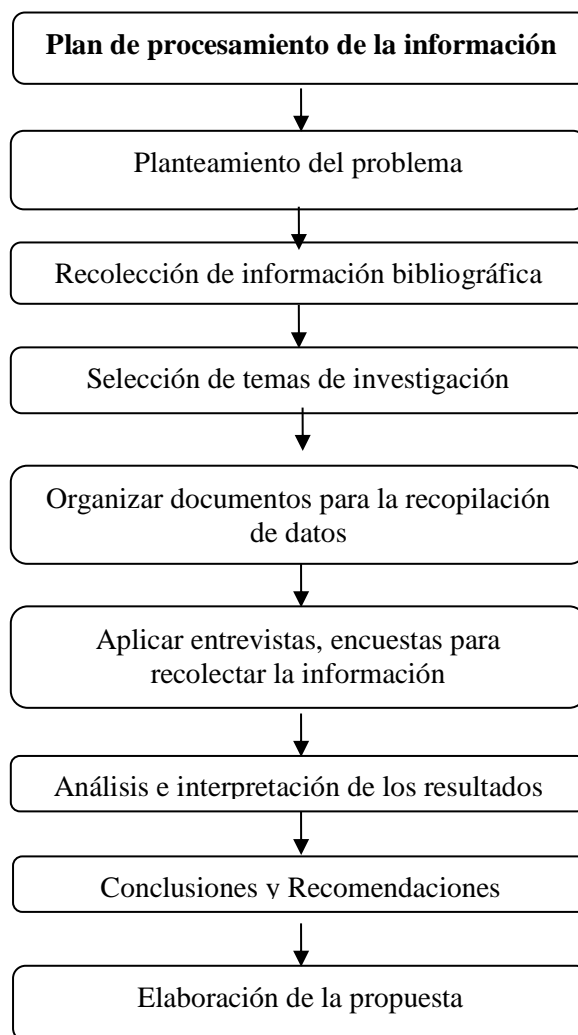 Plan de procesamiento de la información
Planteamiento del problema
Recolección de información bibliográfica
Selección de temas de investigación
Organizar documentos para la recopilación
de datos
Aplicar entrevistas, encuestas para
recolectar la información
Análisis e interpretación de los resultados
Conclusiones y Recomendaciones
Elaboración de la propuesta